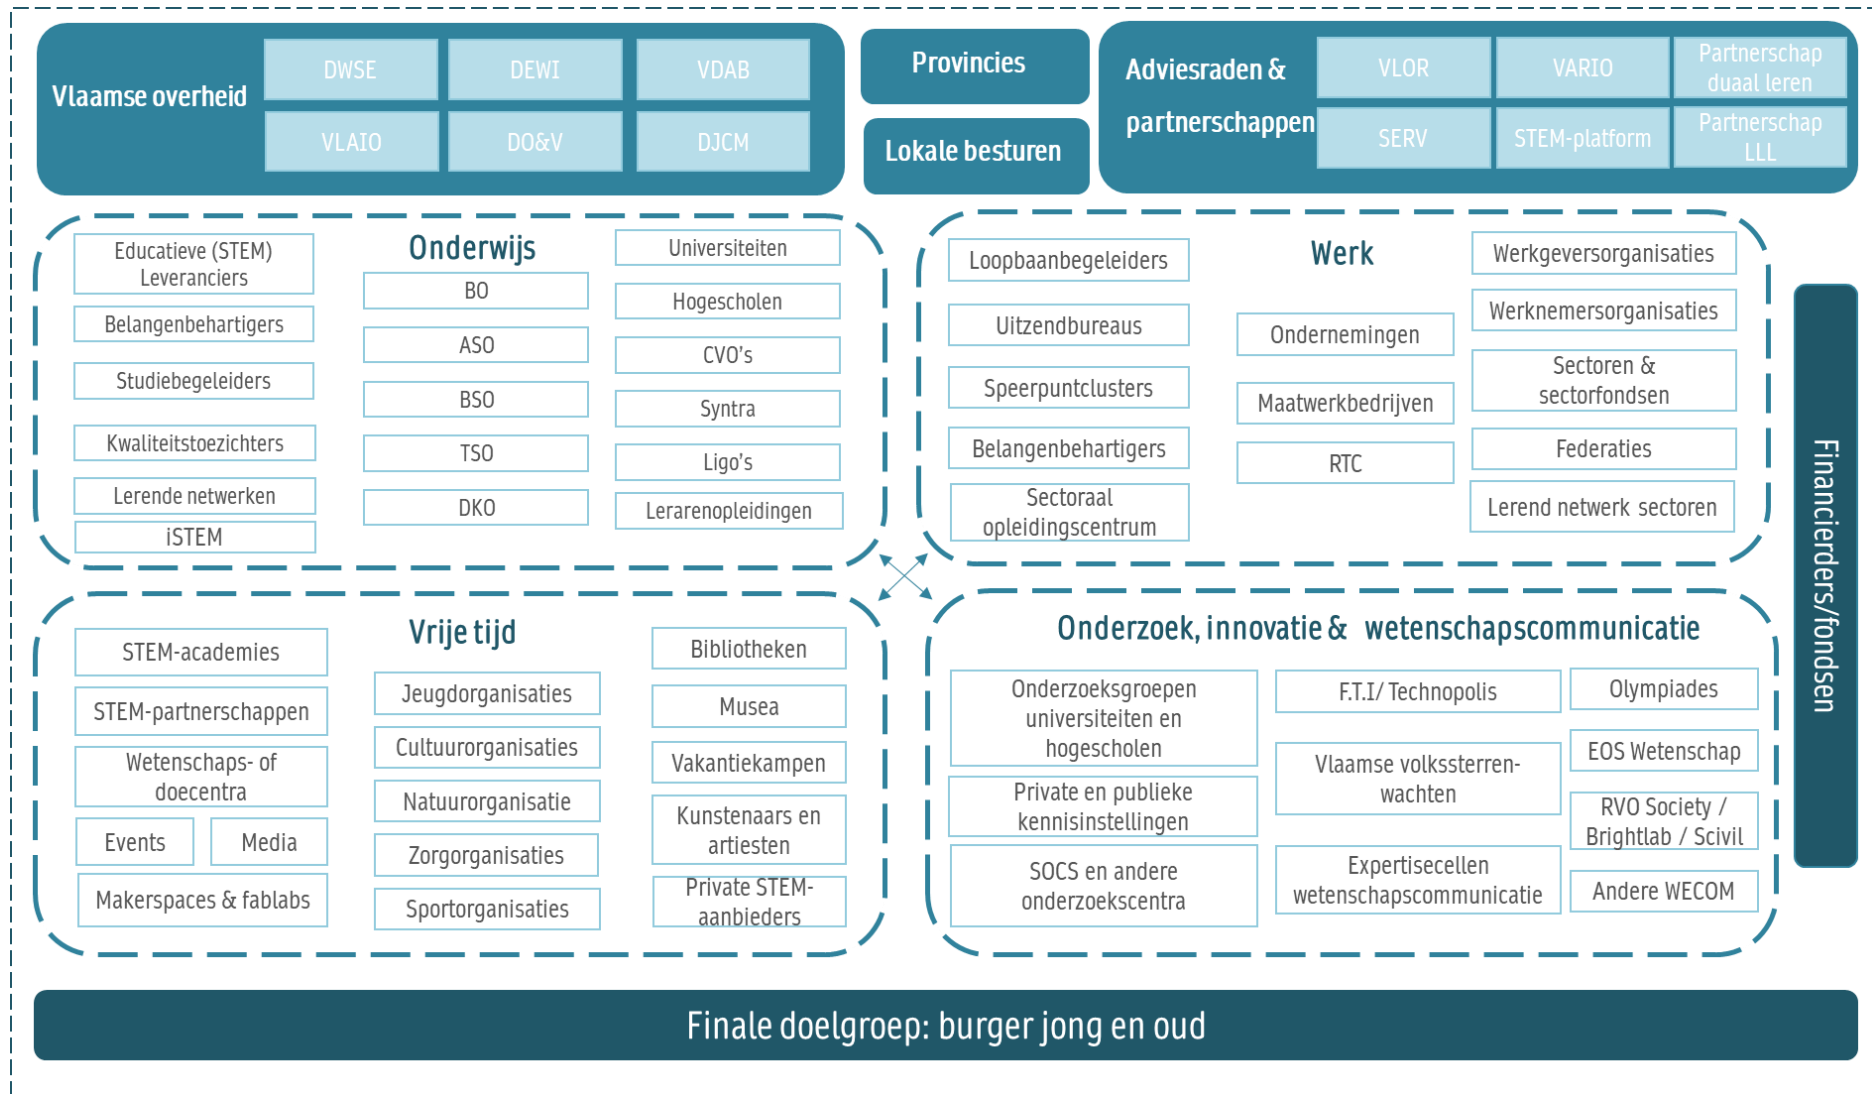 Vlaamse overheid
DWSE
DEWI
VDAB
VLAIO
DO&V
DJCM
Provincies
Lokale besturen
Adviesraden &
partnerschappen
VLOR
VARIO
Partnerschap
duaal leren
SERV
STEM-platform
Partnerschap
LLL
Onderwijs
Educatieve (STEM)
Leveranciers
Belangenbehartigers
Studiebegeleiders
Kwaliteitstoezichters
Lerende netwerken
iSTEM
BO
ASO
BSO
TSO
DKO
Universiteiten
Hogescholen
CVO's
Syntra
Ligo's
Lerarenopleidingen
Werk
Loopbaanbegeleiders
Uitzendbureaus
Speerpuntclusters
Belangenbehartigers
Sectoraal
opleidingscentrum
Ondernemingen
Maatwerkbedrijven
RTC
Werkgeversorganisaties
Werknemersorganisaties
Sectoren &
sectorfondsen
Federaties
Lerend netwerk sectoren
Vrije tijd
STEM-academies
STEM-partnerschappen
Wetenschaps- of
doecentra
Events
Media
Makerspaces & fablabs
Jeugdorganisaties
Cultuurorganisaties
Natuurorganisatie
Zorgorganisaties
Sportorganisaties
Bibliotheken
Musea
Vakantiekampen
Kunstenaars en
artiesten
Private STEM-
aanbieders
Onderzoek, innovatie & wetenschapscommunicatie
Onderzoeksgroepen
universiteiten en
hogescholen
Private en publieke
kennisinstellingen
SOCS en andere
onderzoekscentra
F.T.I/ Technopolis
Vlaamse volkssterren-
wachten
Expertisecellen
wetenschapscommunicatie
Olympiades
EOS Wetenschap
RVO Society /
Brightlab / Scivil
Andere WECOM
Financierders/fondsen
Finale doelgroep: burger jong en oud